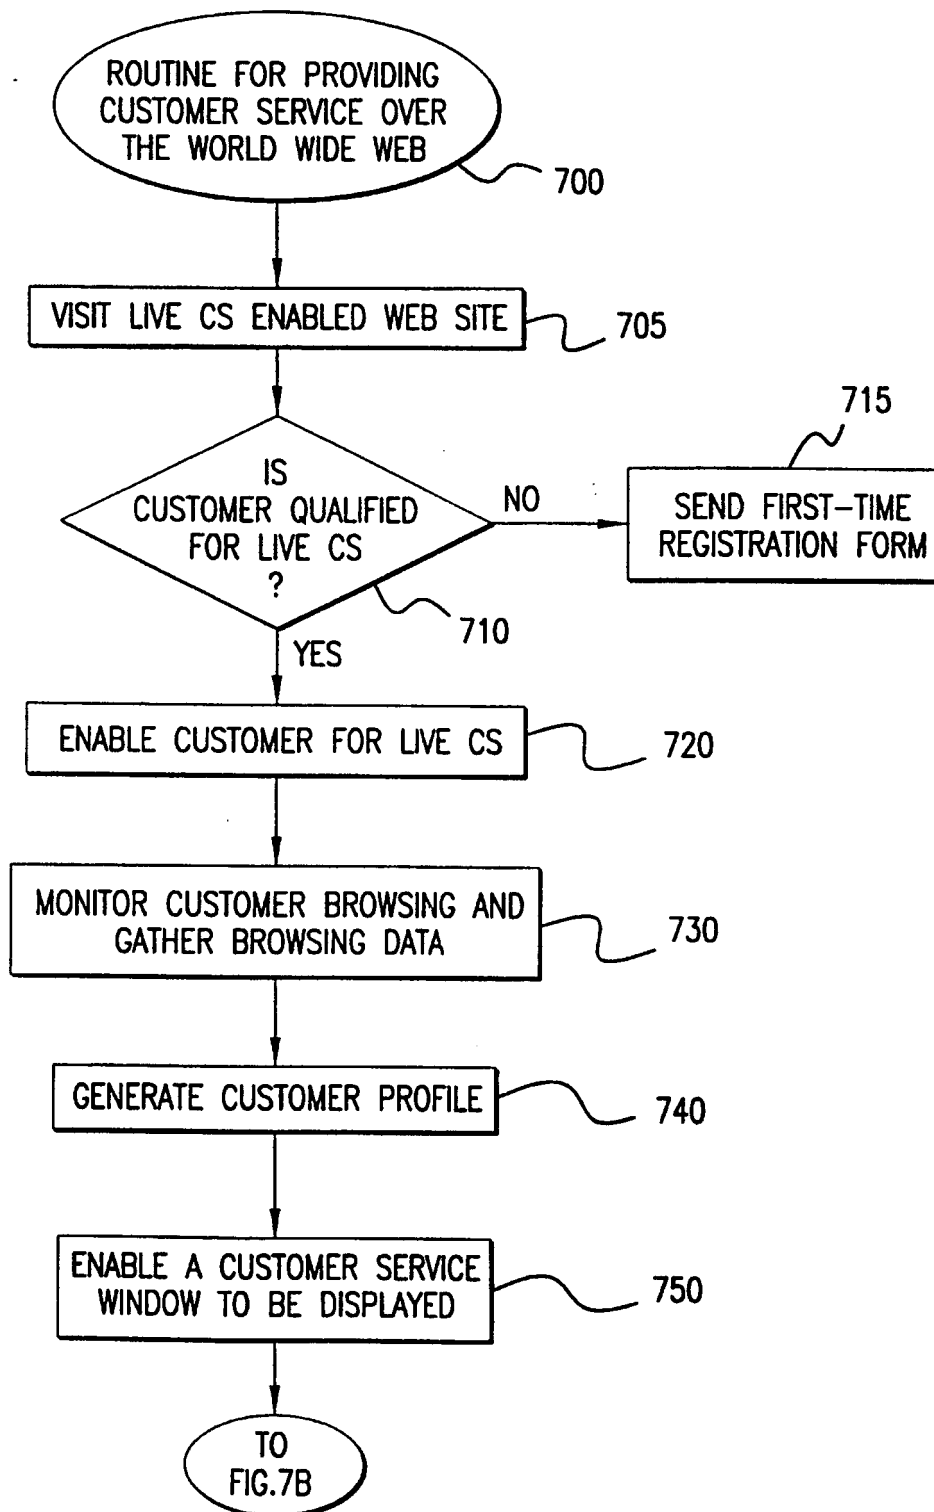 ROUTINE FOR PROVIDING
CUSTOMER SERVICE OVER
THE WORLD WIDE WEB
700
VISIT LIVE CS ENABLED WEB SITE
705
715
IS
CUSTOMER QUALIFIED
FOR LIVE CS
?
NO
SEND FIRST-TIME
REGISTRATION FORM
710
YES
ENABLE CUSTOMER FOR LIVE CS
720
MONITOR CUSTOMER BROWSING AND
GATHER BROWSING DATA
730
GENERATE CUSTOMER PROFILE
740
ENABLE A CUSTOMER SERVICE
WINDOW TO BE DISPLAYED
750
TO
FIG.7B